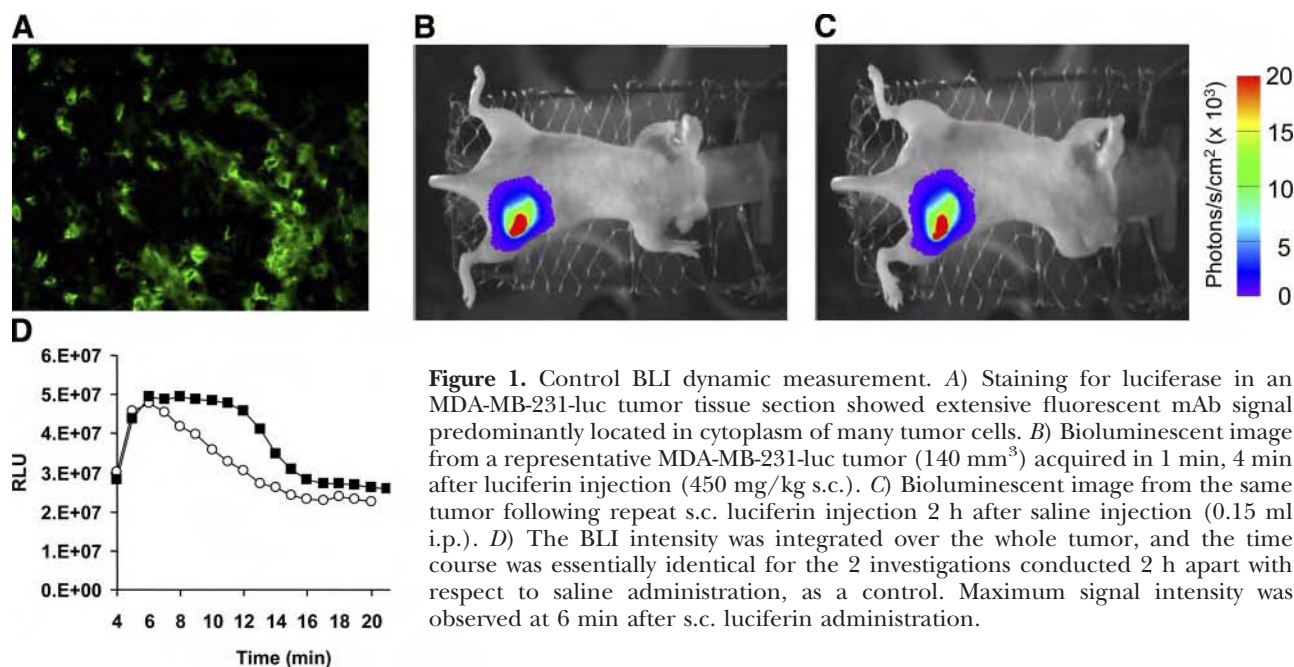 A
B
C
20
15
10
5
0
Photons/s/cm² (x 10³)
D
6.E+07
5.E+07
4.E+07
3.E+07
2.E+07
1.E+07
0.E+00
RLU
4 6 8 10 12 14 16 18 20
Time (min)
Figure 1. Control BLI dynamic measurement. A) Staining for luciferase in an
MDA-MB-231-luc tumor tissue section showed extensive fluorescent mAb signal
predominantly located in cytoplasm of many tumor cells. B) Bioluminescent image
from a representative MDA-MB-231-luc tumor (140 mm³) acquired in 1 min, 4 min
after luciferin injection (450 mg/kg s.c.). C) Bioluminescent image from the same
tumor following repeat s.c. luciferin injection 2 h after saline injection (0.15 ml
i.p.). D) The BLI intensity was integrated over the whole tumor, and the time
course was essentially identical for the 2 investigations conducted 2 h apart with
respect to saline administration, as a control. Maximum signal intensity was
observed at 6 min after s.c. luciferin administration.